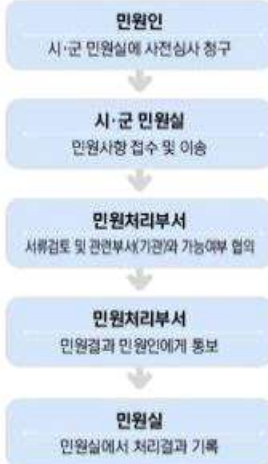 민원인
시·군 민원실에 사전심사 청구
시·군 민원실
민원사항 접수 및 이송
민원처리부서
서류검토 및 관련부서(기관)와 가능여부 협의
민원처리부서
민원결과 민원인에게 통보
민원실
민원실에서 처리결과 기록